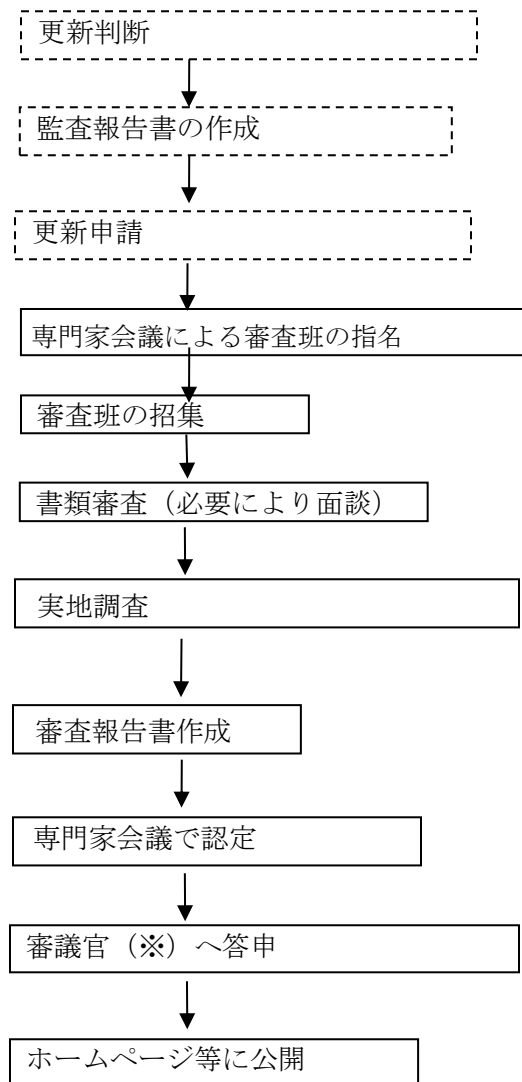 更新判断
監査報告書の作成
更新申請
専門家会議による審査班の指名
審査班の招集
書類審査（必要により面談）
実地調査
審査報告書作成
専門家会議で認定
審議官（※）へ答申
ホームページ等に公開